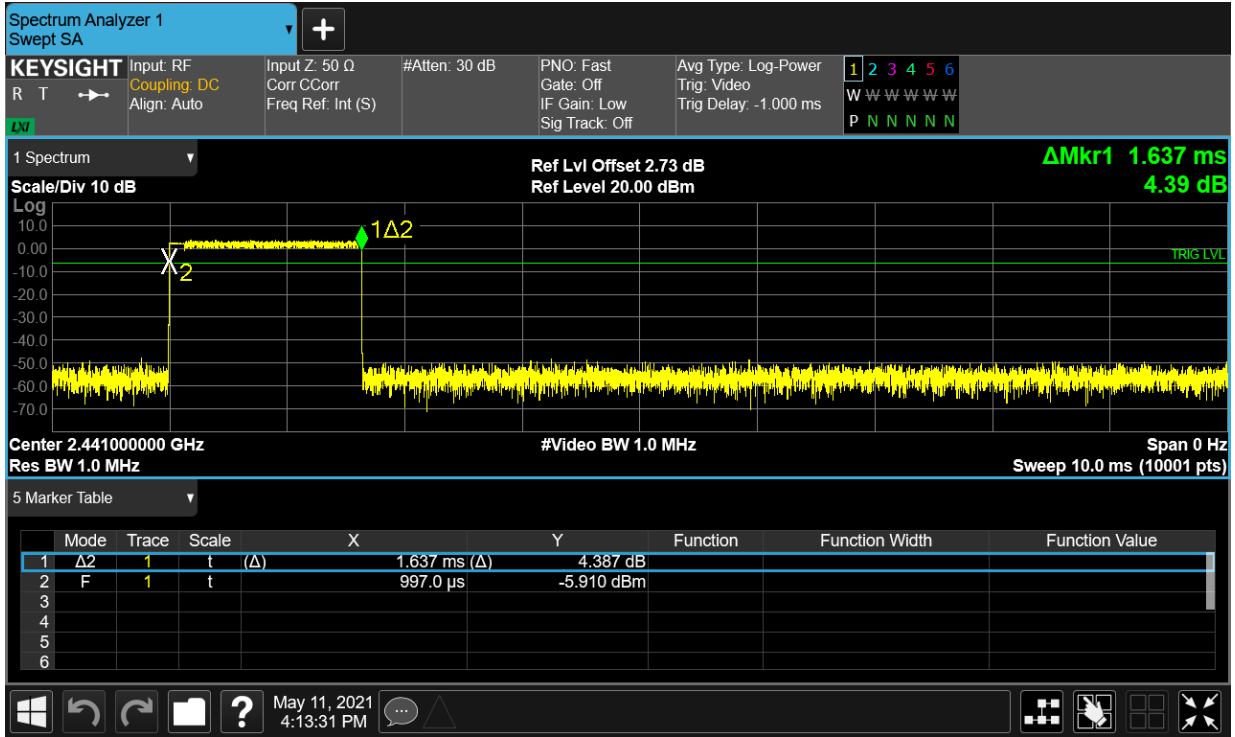 Spectrum Analyzer 1
Swept SA
KEYSIGHT
R T
LXI
Input: RF
Coupling: DC
Align: Auto
Input Z: 50 Ω
Corr CCorr
Freq Ref: Int (S)
#Atten: 30 dB
PNO: Fast
Gate: Off
IF Gain: Low
Sig Track: Off
Avg Type: Log-Power
Trig: Video
Trig Delay: -1.000 ms
1 2 3 4 5 6
W W W W W W
P N N N N N
1 Spectrum
Scale/Div 10 dB
Ref Lvl Offset 2.73 dB
Ref Level 20.00 dBm
ΔMkr1 1.637 ms
4.39 dB
Log
10.0
0.00
-10.0
-20.0
-30.0
-40.0
-50.0
-60.0
-70.0
1Δ2
2
TRIG LVL
Center 2.441000000 GHz
#Video BW 1.0 MHz
Span 0 Hz
Res BW 1.0 MHz
Sweep 10.0 ms (10001 pts)
5 Marker Table
Mode Trace Scale X Y Function Function Width Function Value
1 Δ2 1 t (Δ) 1.637 ms (Δ) 4.387 dB
2 F 1 t 997.0 µs -5.910 dBm
3
4
5
6
?
May 11, 2021
4:13:31 PM